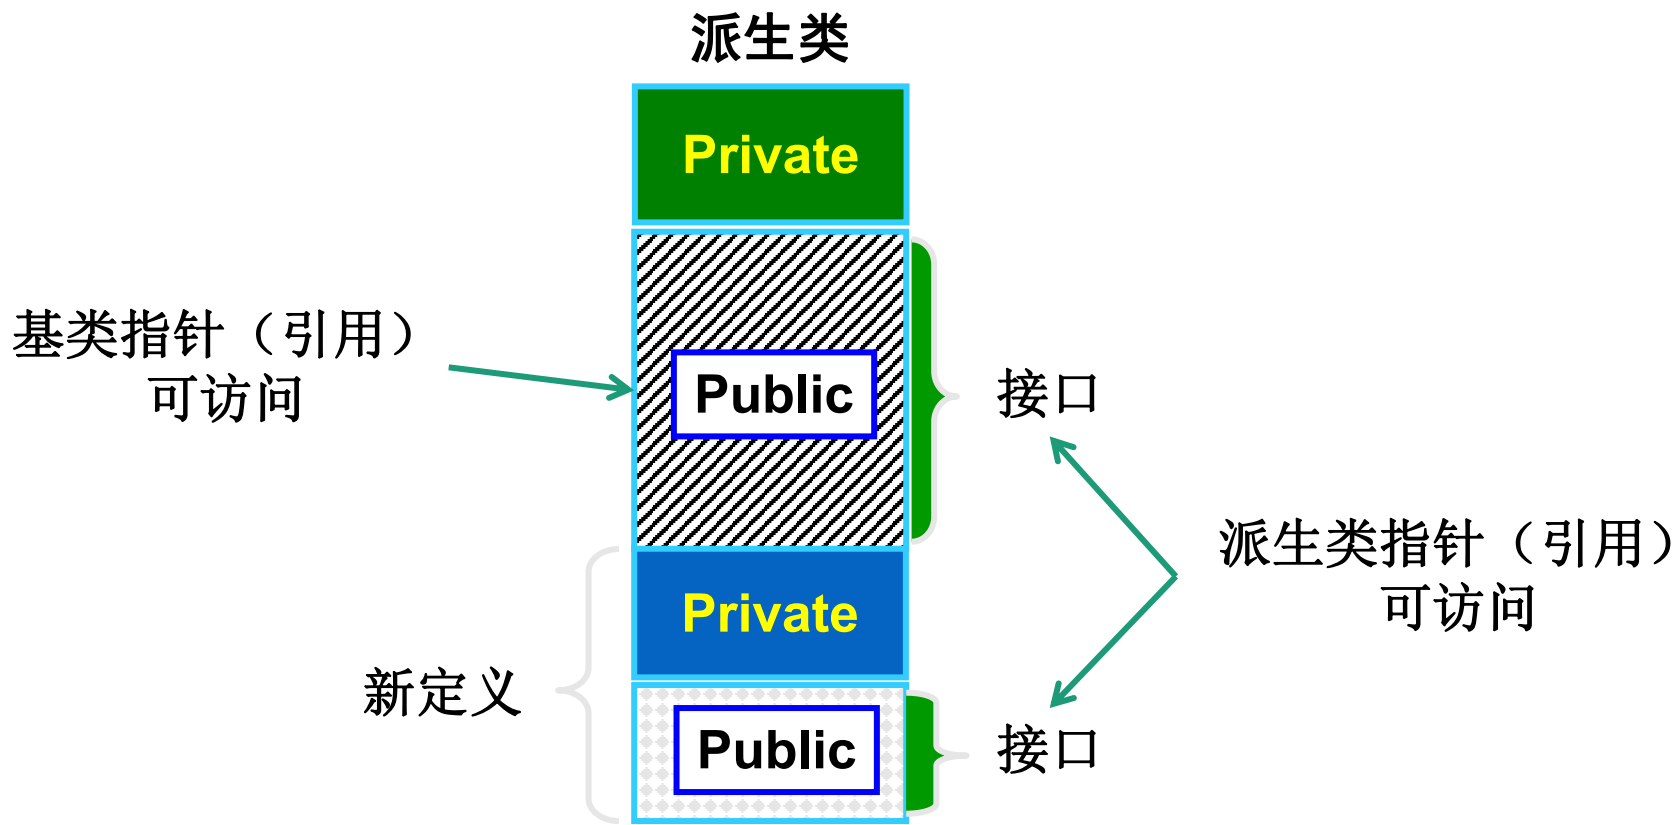 派生类
Private
基类指针（引用）
可访问
Public
接口
派生类指针（引用）
可访问
Private
新定义
Public
接口